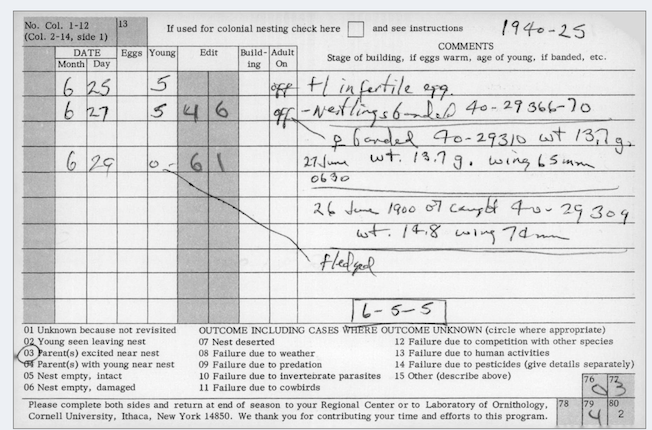 No. Col. 1-12
(Col. 2-14, side 1)
13
If used for colonial nesting check here
and see instructions
1940-25
DATE
Month Day
Eggs Young Edit Build-ing Adult On
COMMENTS
Stage of building, if eggs warm, age of young, if banded, etc.
6 25 5 off +1 infertile egg.
6 27 5 4 6 off - Nestlings banded 40-29366-70
♀ banded 40-29310 wt 13.7 g.
6 29 0 - 6 1 27 June wt. 13.7 g. wing 65mm
0630
26 June 1900 ♂ caught 40-29309
wt. 14.8 wing 72mm
fledged
6-5-5
OUTCOME INCLUDING CASES WHERE OUTCOME UNKNOWN (circle where appropriate)
01 Unknown because not revisited
02 Young seen leaving nest
03 Parent(s) excited near nest
04 Parent(s) with young near nest
05 Nest empty, intact
06 Nest empty, damaged
07 Nest deserted
08 Failure due to weather
09 Failure due to predation
10 Failure due to invertebrate parasites
11 Failure due to cowbirds
12 Failure due to competition with other species
13 Failure due to human activities
14 Failure due to pesticides (give details separately)
15 Other (describe above)
76 0 77 3
Please complete both sides and return at end of season to your Regional Center or to Laboratory of Ornithology,
Cornell University, Ithaca, New York 14850. We thank you for contributing your time and efforts to this program.
78 79 4 80 2